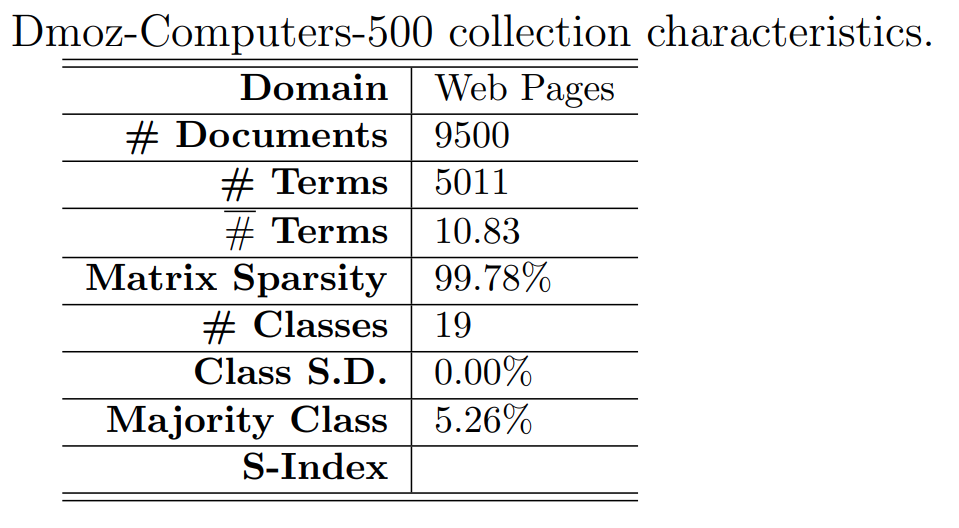 Dmoz-Computers-500 collection characteristics.
Domain Web Pages
# Documents 9500
# Terms 5011
#̅ Terms 10.83
Matrix Sparsity 99.78%
# Classes 19
Class S.D. 0.00%
Majority Class 5.26%
S-Index